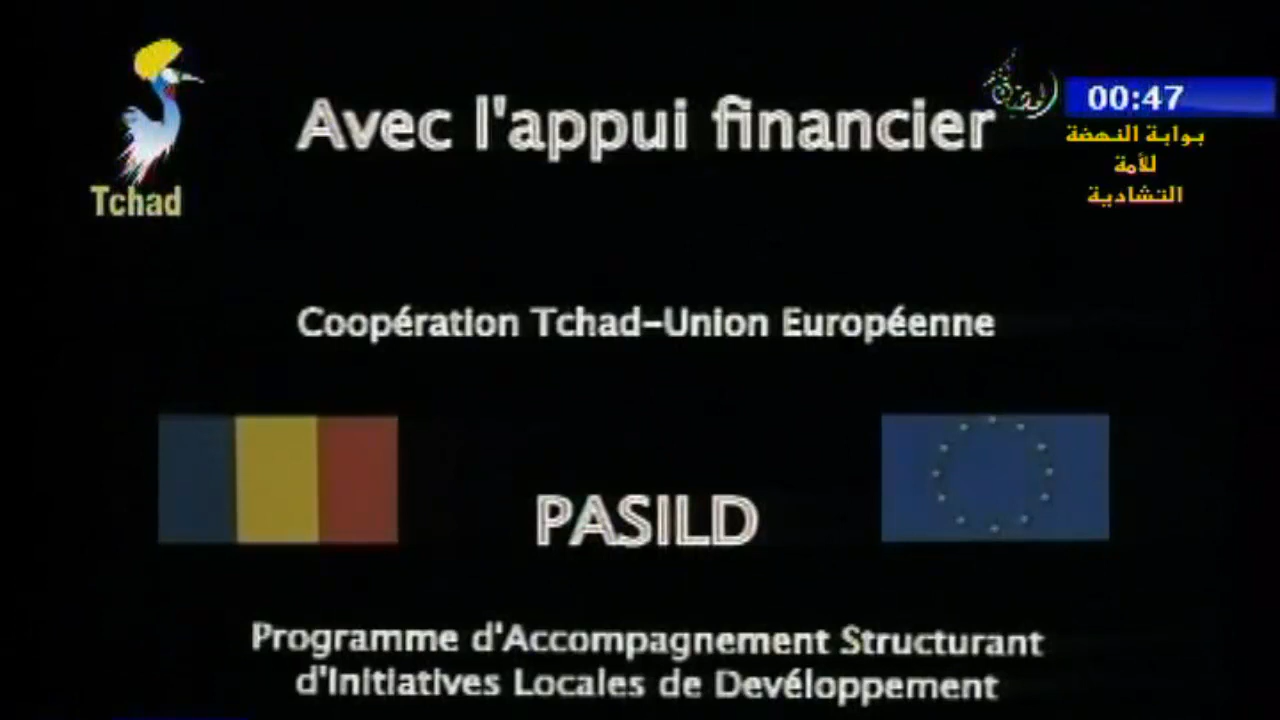 Tchad
Avec l'appui financier
00:47
بوابة النهضة
للأمة
التشادية
Coopération Tchad-Union Européenne
PASILD
Programme d'Accompagnement Structurant
d'Initiatives Locales de Devéloppement